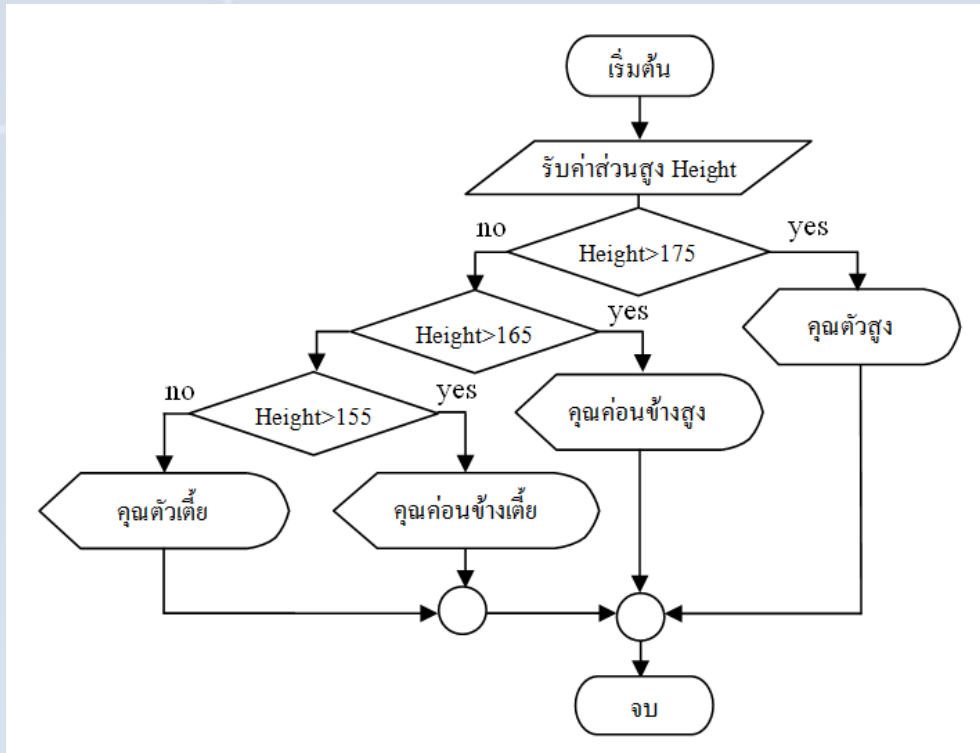 เริ่มต้น
รับค่าส่วนสูง Height
no
yes
Height>175
yes
คุณตัวสูง
Height>165
no
yes
คุณค่อนข้างสูง
Height>155
คุณตัวเตี้ย
คุณค่อนข้างเตี้ย
จบ